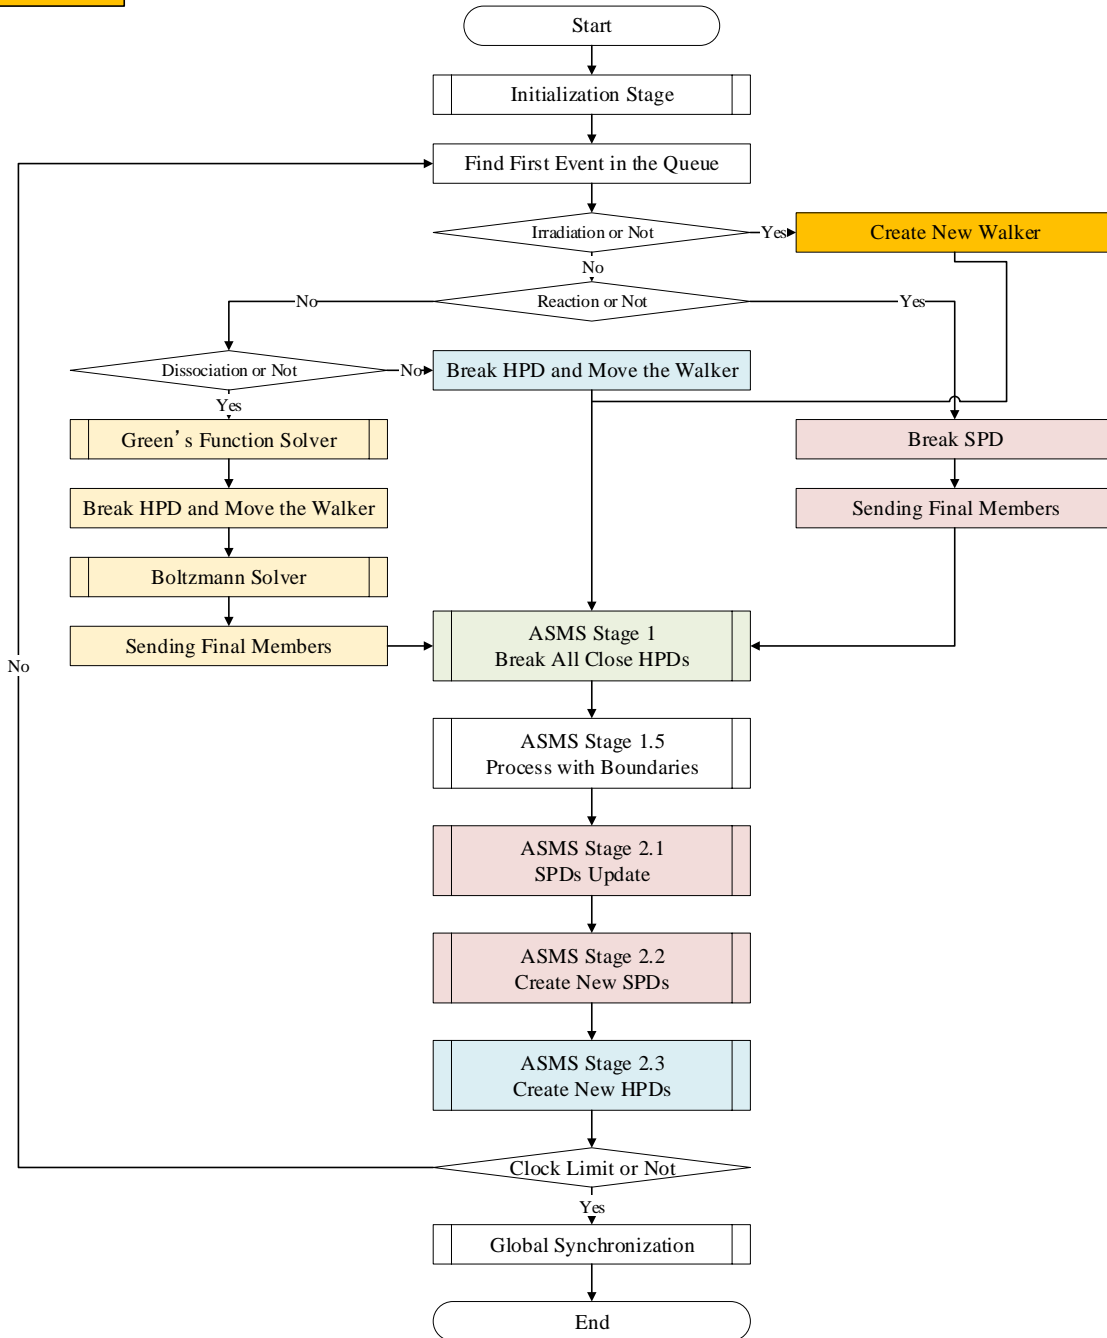 Start
Initialization Stage
Find First Event in the Queue
Irradiation or Not
Yes
Create New Walker
No
No
Reaction or Not
Yes
Dissociation or Not
No
Break HPD and Move the Walker
Yes
Green’s Function Solver
Break SPD
Break HPD and Move the Walker
Sending Final Members
Boltzmann Solver
Sending Final Members
ASMS Stage 1
Break All Close HPDs
No
ASMS Stage 1.5
Process with Boundaries
ASMS Stage 2.1
SPDs Update
ASMS Stage 2.2
Create New SPDs
ASMS Stage 2.3
Create New HPDs
Clock Limit or Not
Yes
Global Synchronization
End